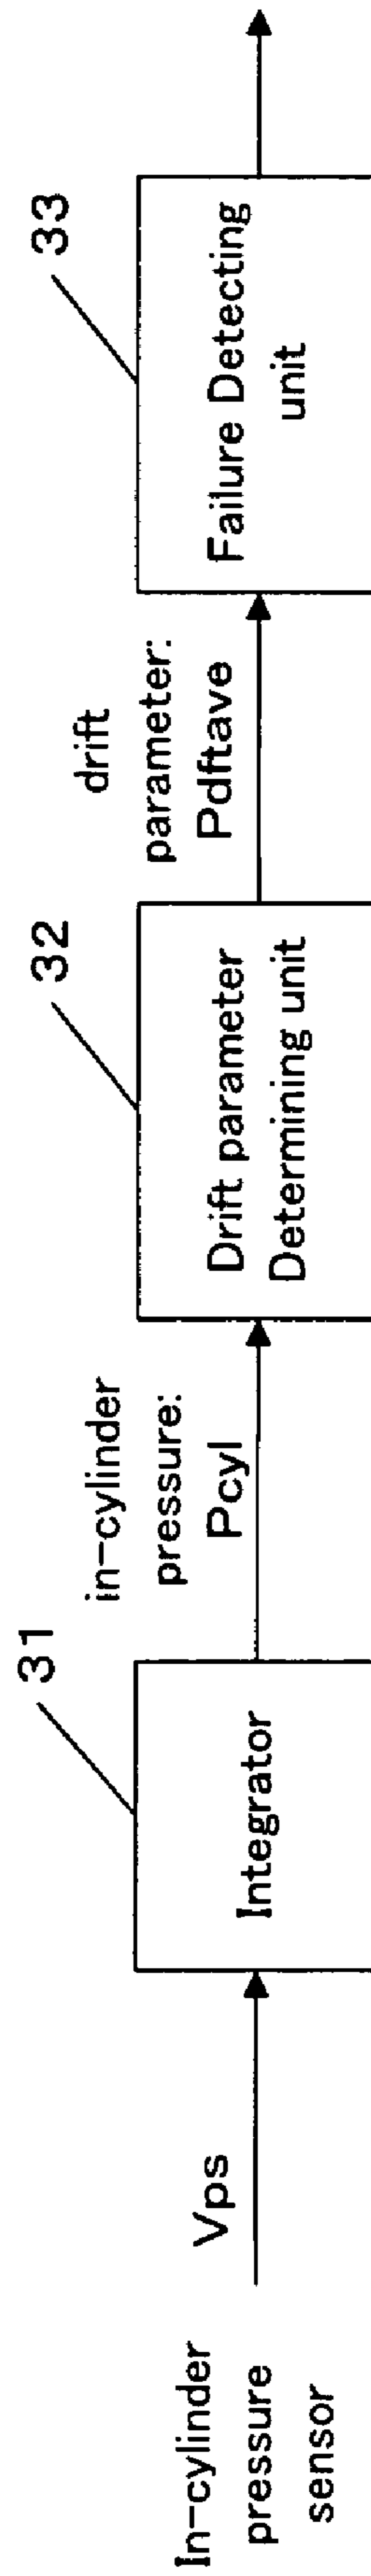 In-cylinder
pressure
sensor
Vps
31
Integrator
in-cylinder
pressure:
Pcyl
32
Drift parameter
Determining unit
drift
parameter:
Pdftave
33
Failure Detecting
unit